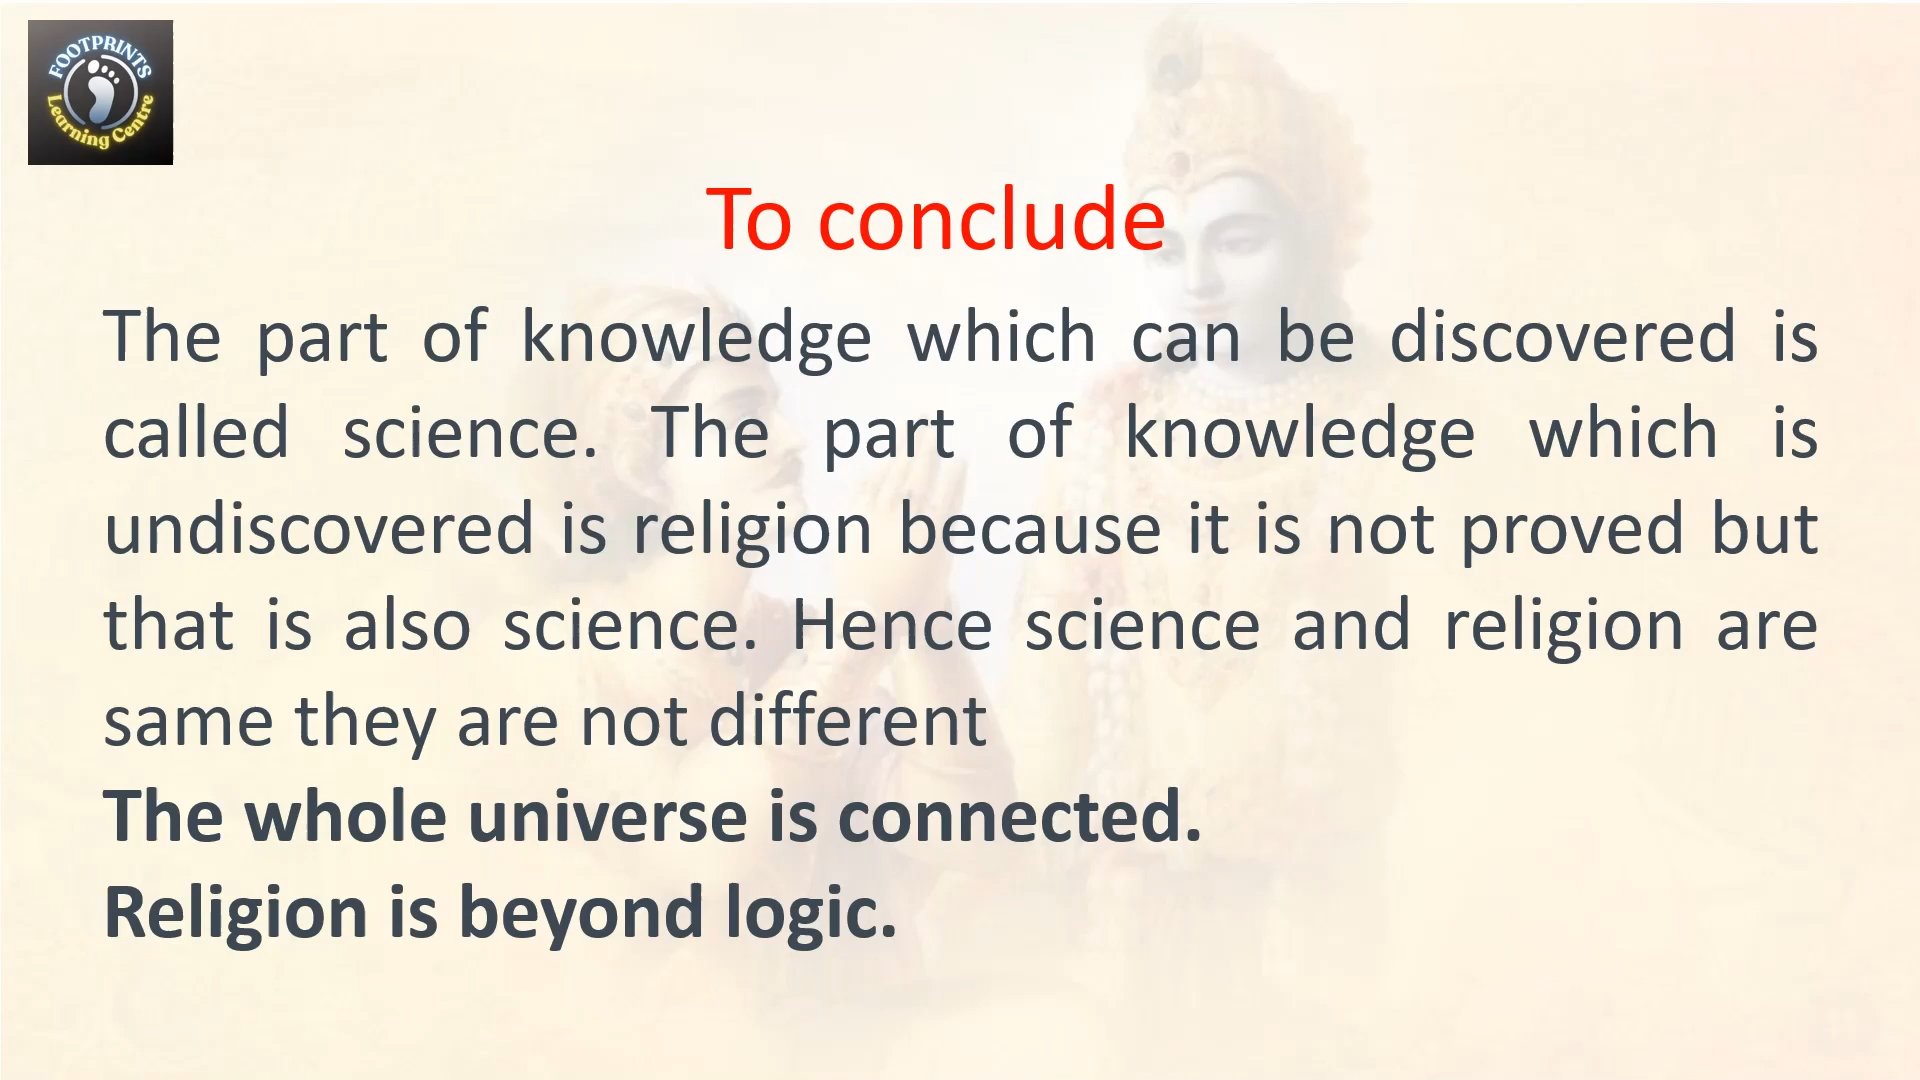 FOOTPRINTS
Learning Centre
To conclude
The part of knowledge which can be discovered is
called science. The part of knowledge which is
undiscovered is religion because it is not proved but
that is also science. Hence science and religion are
same they are not different
The whole universe is connected.
Religion is beyond logic.